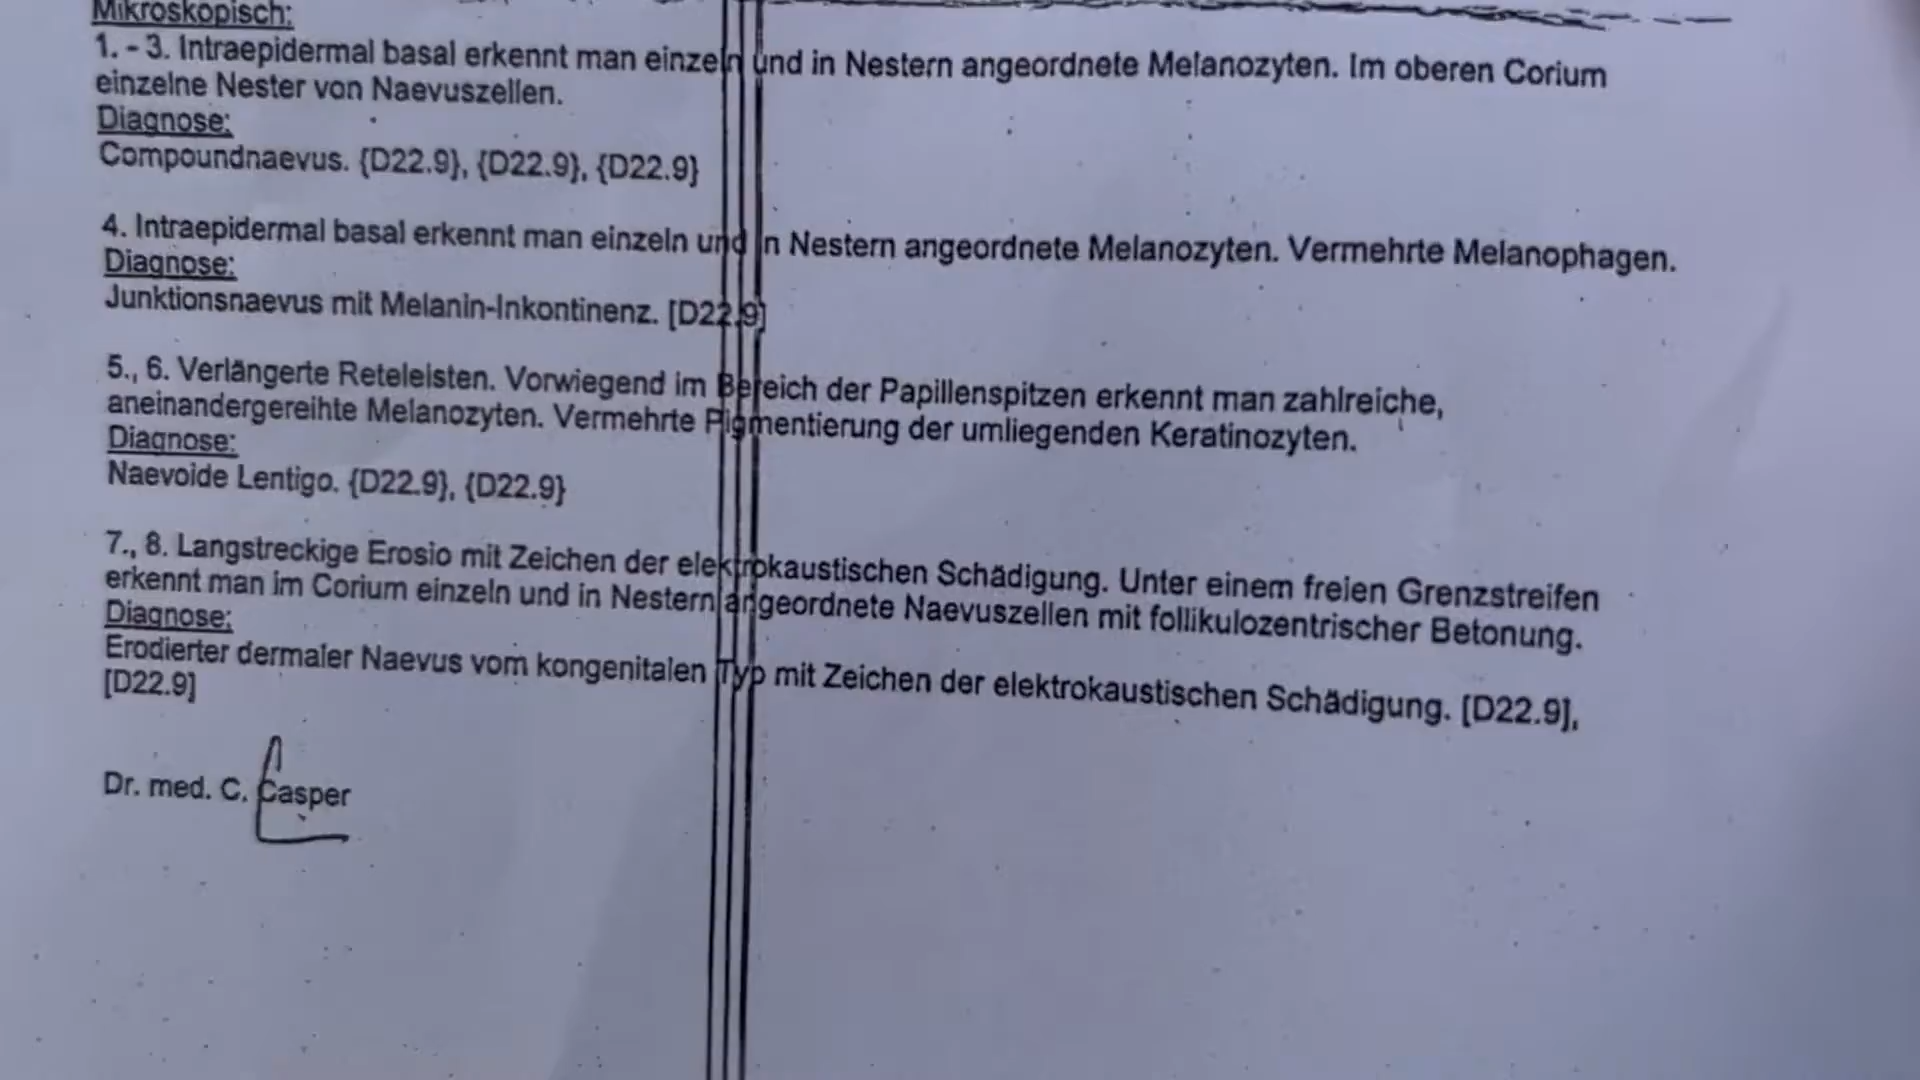 Mikroskopisch:
1. - 3. Intraepidermal basal erkennt man einzeln und in Nestern angeordnete Melanozyten. Im oberen Corium
einzelne Nester von Naevuszellen.
Diagnose:
Compoundnaevus. {D22.9}, {D22.9}, {D22.9}
4. Intraepidermal basal erkennt man einzeln und in Nestern angeordnete Melanozyten. Vermehrte Melanophagen.
Diagnose:
Junktionsnaevus mit Melanin-Inkontinenz. [D22.9]
5., 6. Verlängerte Reteleisten. Vorwiegend im Bereich der Papillenspitzen erkennt man zahlreiche,
aneinandergereihte Melanozyten. Vermehrte Pigmentierung der umliegenden Keratinozyten.
Diagnose:
Naevoide Lentigo. {D22.9}, {D22.9}
7., 8. Langstreckige Erosio mit Zeichen der elektrokaustischen Schädigung. Unter einem freien Grenzstreifen
erkennt man im Corium einzeln und in Nestern angeordnete Naevuszellen mit follikulozentrischer Betonung.
Diagnose:
Erodierter dermaler Naevus vom kongenitalen Typ mit Zeichen der elektrokaustischen Schädigung. [D22.9],
[D22.9]
Dr. med. C. Casper